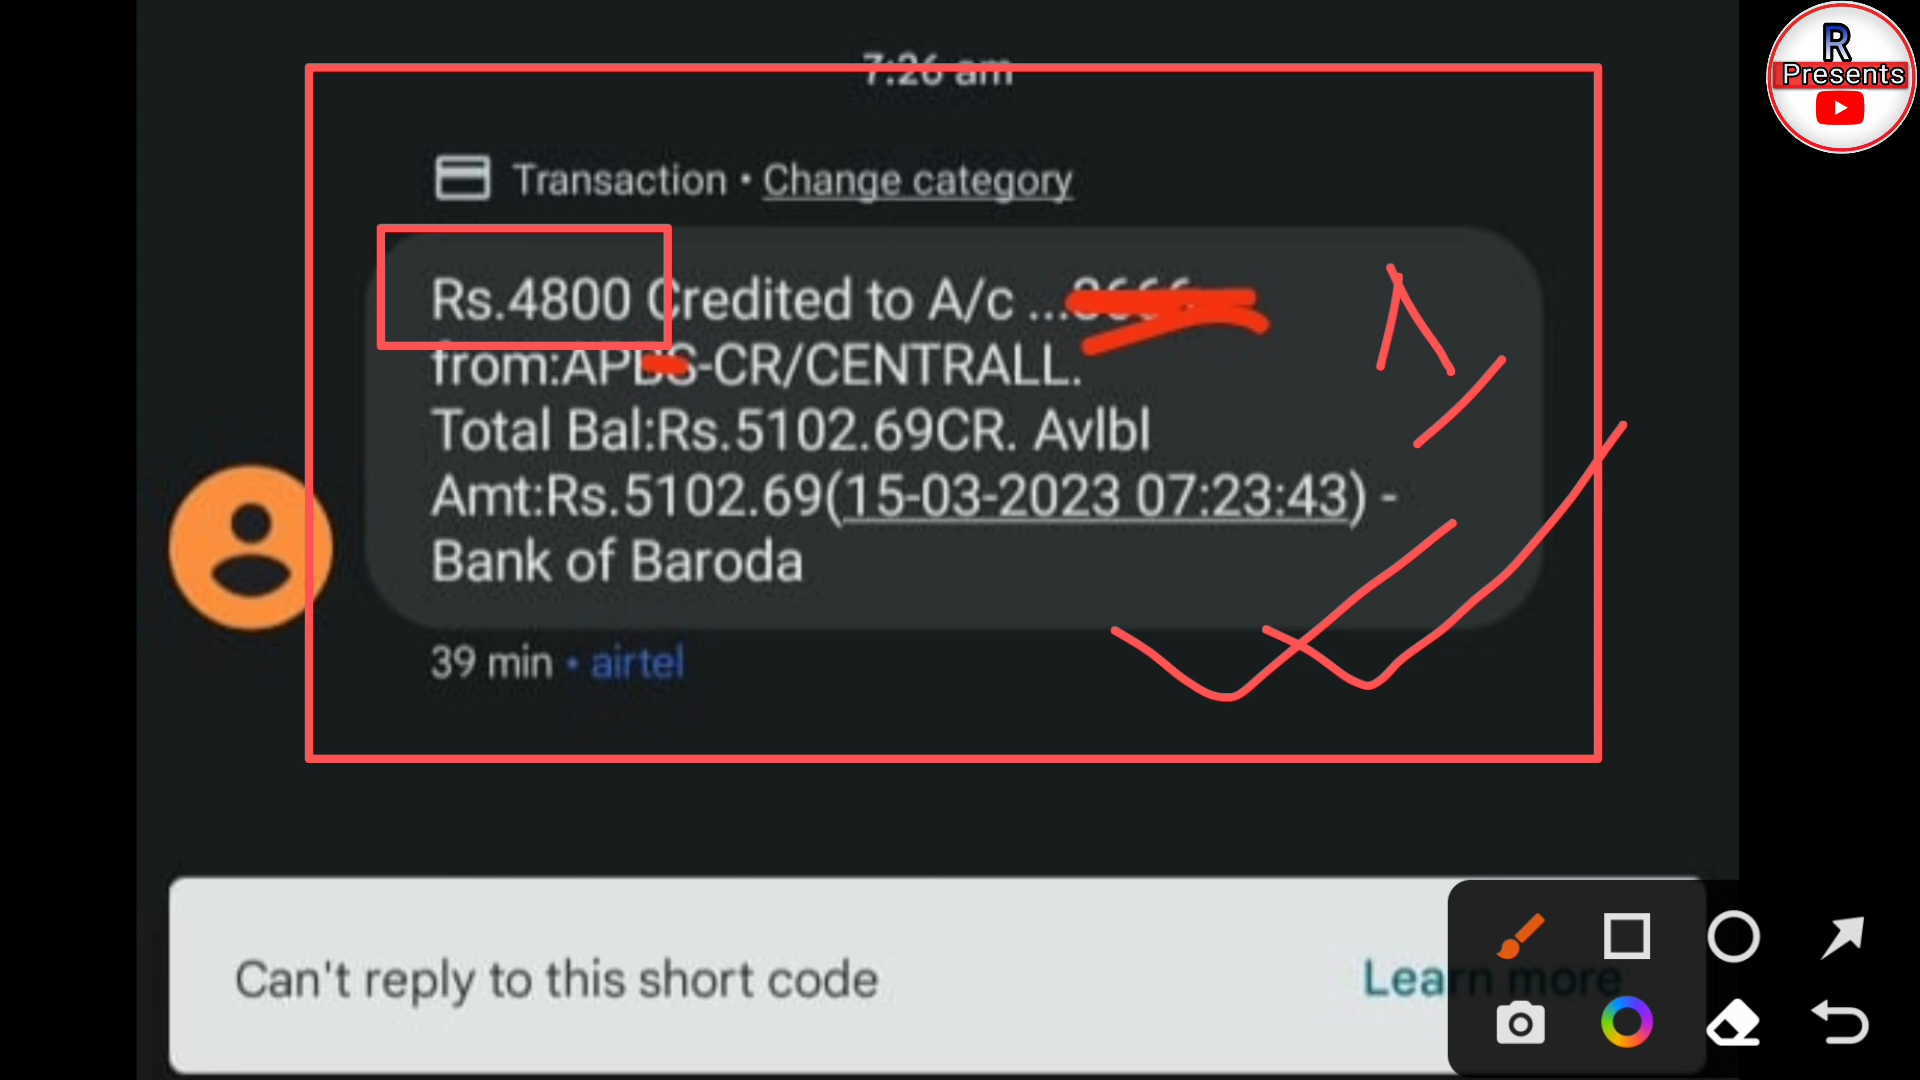 R
Presents
7:26 am
Transaction • Change category
Rs.4800 Credited to A/c ...
from:APBS-CR/CENTRALL.
Total Bal:Rs.5102.69CR. Avlbl
Amt:Rs.5102.69(15-03-2023 07:23:43) -
Bank of Baroda
39 min • airtel
Can't reply to this short code
Learn more